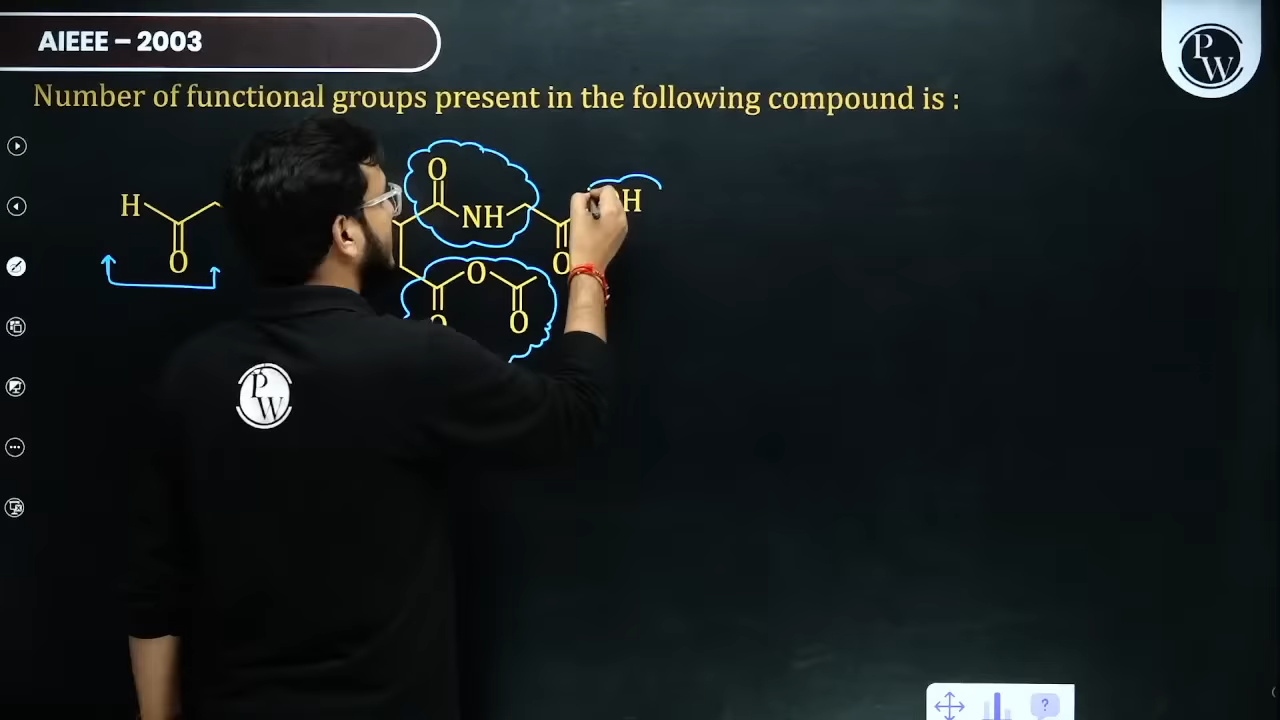 AIEEE – 2003
PW
Number of functional groups present in the following compound is :
O
H NH H
O O
O
O O
PW
?